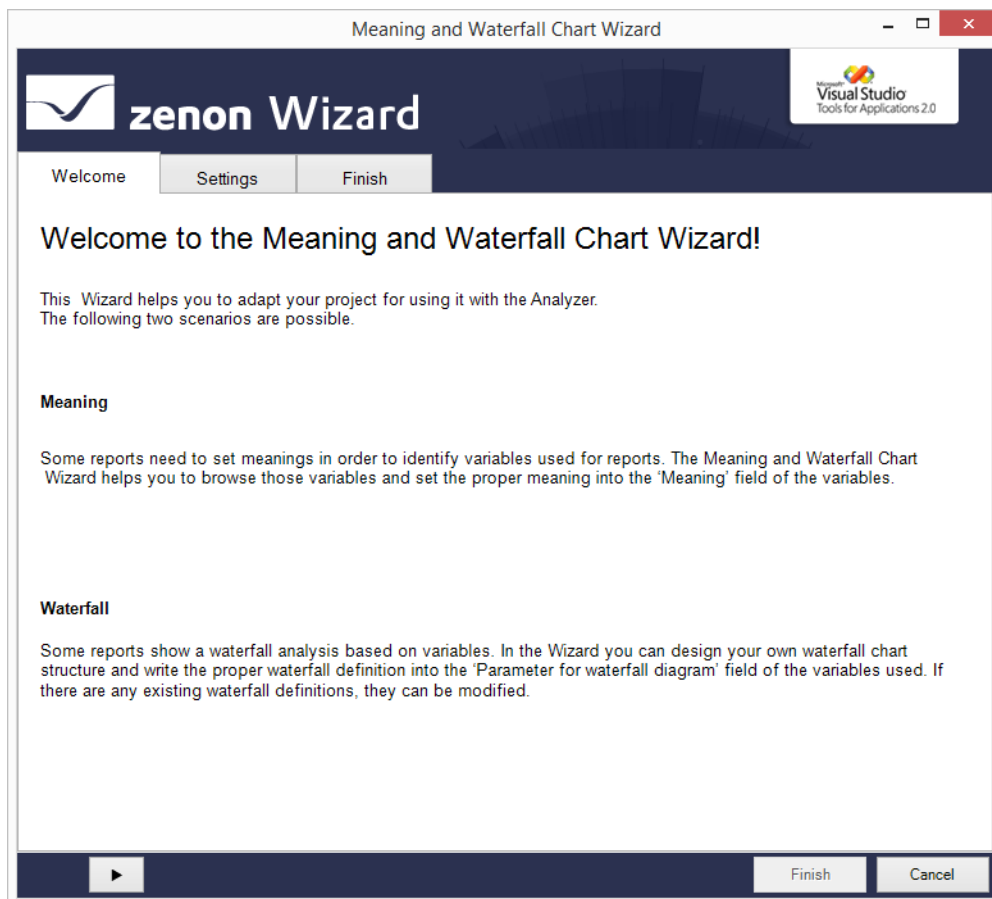 Meaning and Waterfall Chart Wizard
zenon Wizard
Microsoft
Visual Studio
Tools for Applications 2.0
Welcome Settings Finish
Welcome to the Meaning and Waterfall Chart Wizard!
This Wizard helps you to adapt your project for using it with the Analyzer.
The following two scenarios are possible.
Meaning
Some reports need to set meanings in order to identify variables used for reports. The Meaning and Waterfall Chart
Wizard helps you to browse those variables and set the proper meaning into the ‘Meaning’ field of the variables.
Waterfall
Some reports show a waterfall analysis based on variables. In the Wizard you can design your own waterfall chart
structure and write the proper waterfall definition into the ‘Parameter for waterfall diagram’ field of the variables used. If
there are any existing waterfall definitions, they can be modified.
Finish Cancel